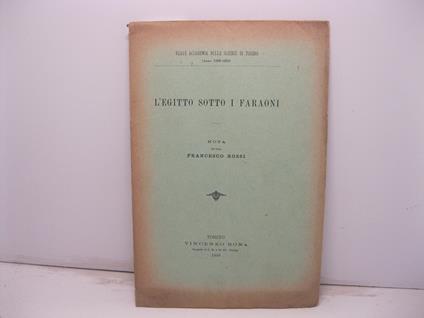 REALE ACCADEMIA DELLE SCIENZE DI TORINO
L'EGITTO SOTTO I FARAONI
NOTA
FRANCESCO ROSSI
TORINO
VINCENZO BONA